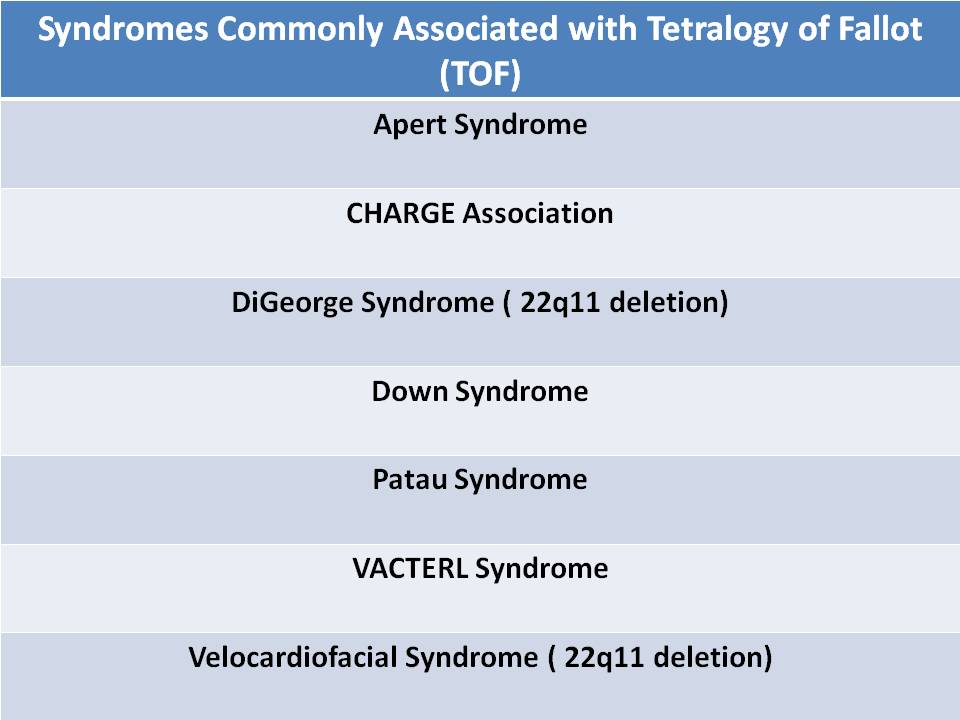 Syndromes Commonly Associated with Tetralogy of Fallot
(TOF)
Apert Syndrome
CHARGE Association
DiGeorge Syndrome ( 22q11 deletion)
Down Syndrome
Patau Syndrome
VACTERL Syndrome
Velocardiofacial Syndrome ( 22q11 deletion)